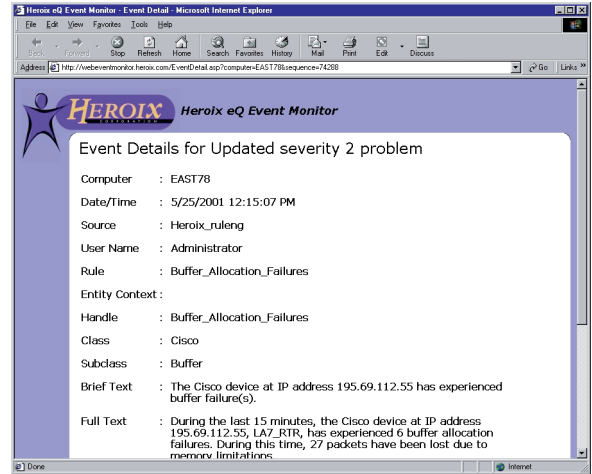 Heroix eQ Event Monitor - Event Detail - Microsoft Internet Explorer
File Edit View Favorites Tools Help
Back Forward Stop Refresh Home Search Favorites History Mail Print Edit Discuss
Address http://webeventmonitor.heroix.com/EventDetail.asp?computer=EAST78&sequence=74288 Go Links »
HEROIX
CORPORATION
Heroix eQ Event Monitor
Event Details for Updated severity 2 problem
Computer : EAST78
Date/Time : 5/25/2001 12:15:07 PM
Source : Heroix_ruleng
User Name : Administrator
Rule : Buffer_Allocation_Failures
Entity Context :
Handle : Buffer_Allocation_Failures
Class : Cisco
Subclass : Buffer
Brief Text : The Cisco device at IP address 195.69.112.55 has experienced
buffer failure(s).
Full Text : During the last 15 minutes, the Cisco device at IP address
195.69.112.55, LA7_RTR, has experienced 6 buffer allocation
failures. During this time, 27 packets have been lost due to
memory limitations
Done Internet